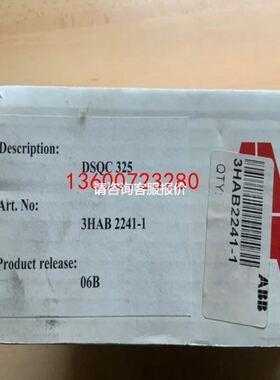 Description:
DSQC 325
13600723280
请咨询客服报价
Art. No:
3HAB 2241-1
Product release:
06B
3HAB2241-1
QTY:
ABB